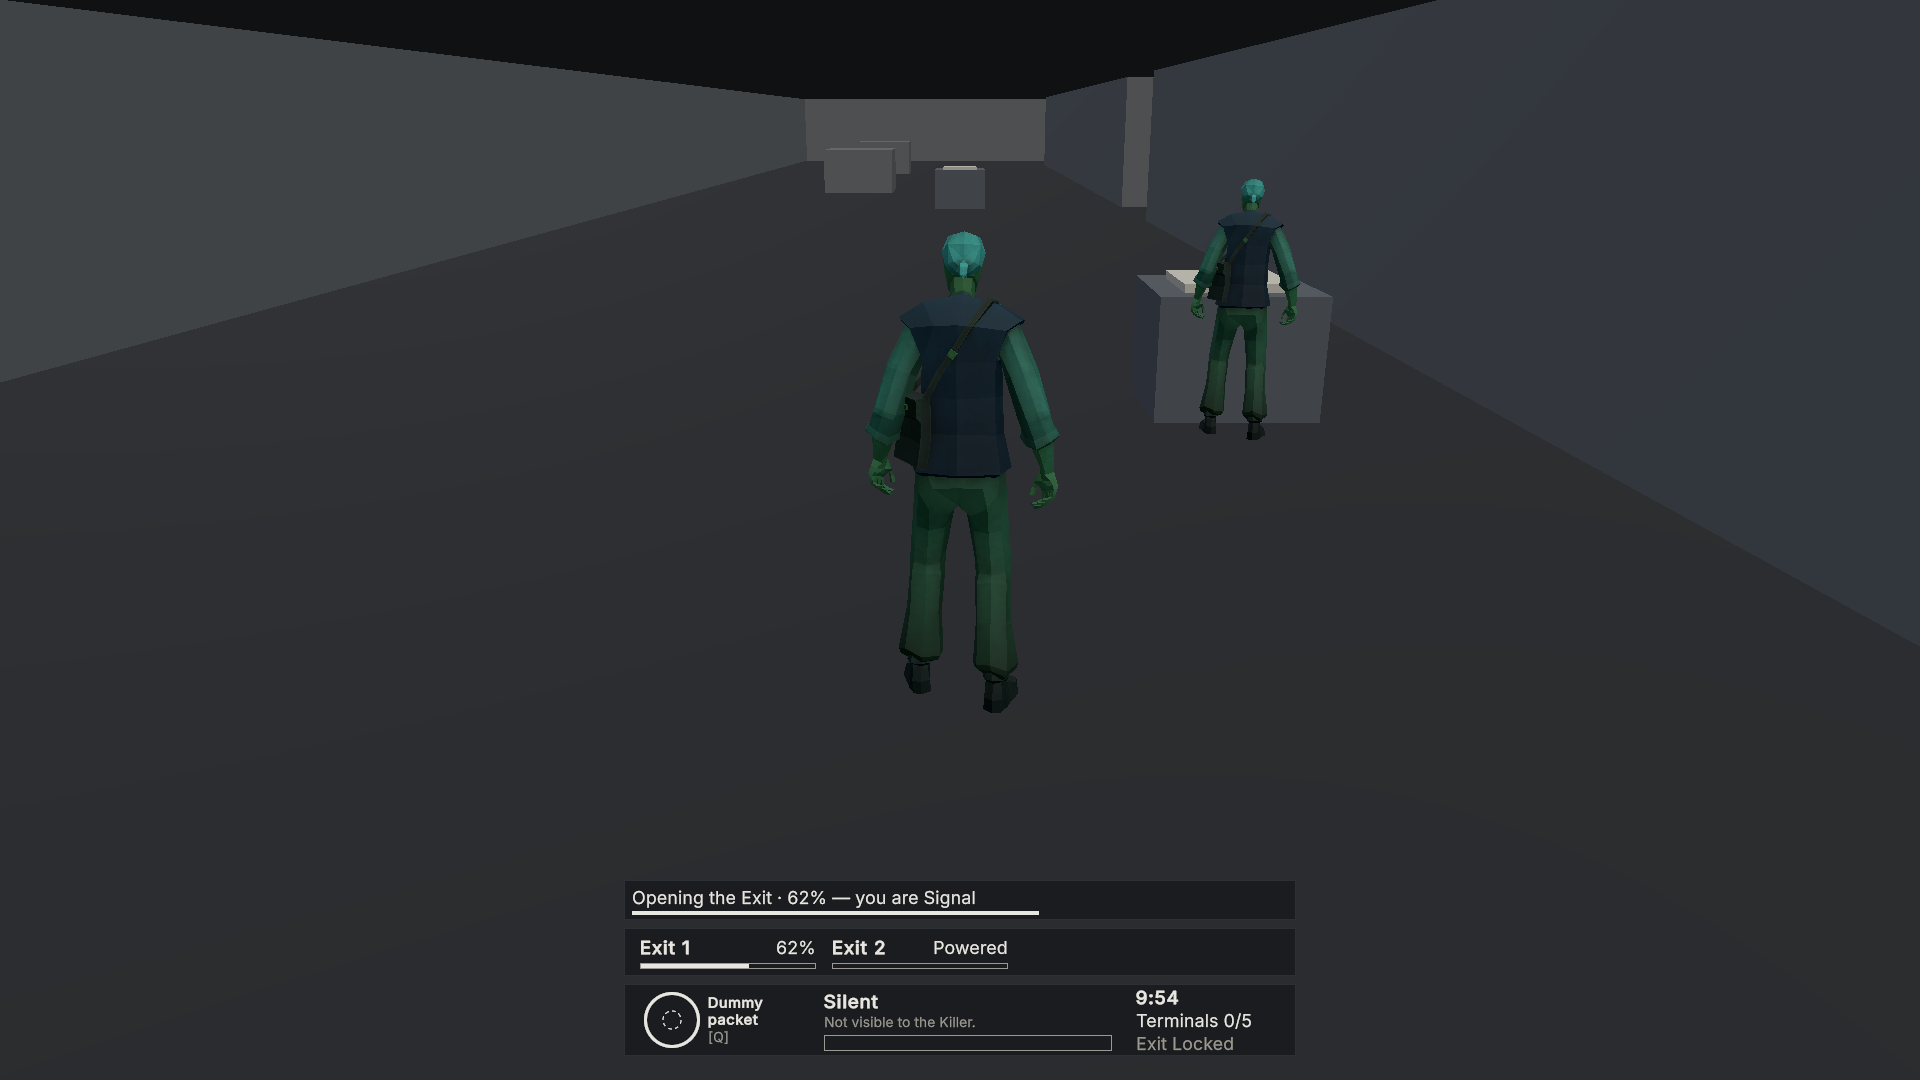 Opening the Exit · 62% — you are Signal
Exit 1 62% Exit 2 Powered
Dummy packet
[Q]
Silent
Not visible to the Killer.
9:54
Terminals 0/5
Exit Locked